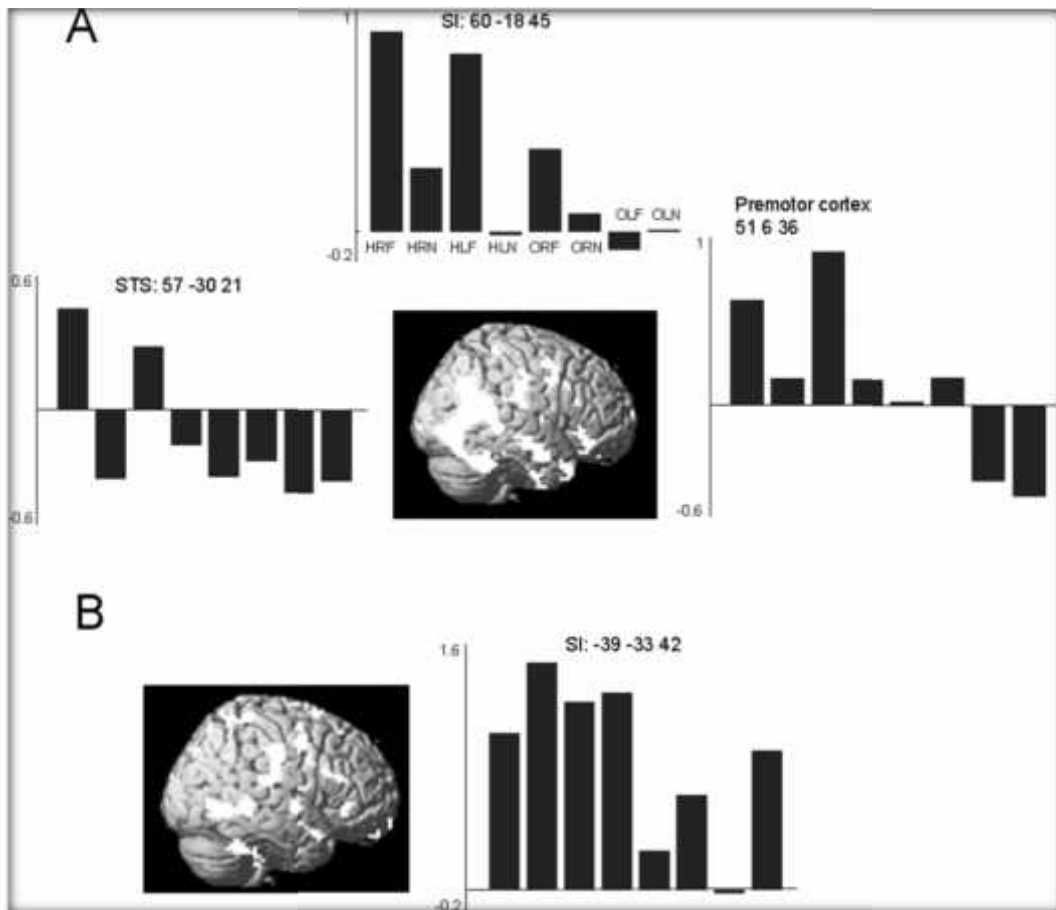 A
SI: 60 -18 45
1
-0.2
HRF HRN HLF HLN ORF ORN OLF OLN
STS: 57 -30 21
0.6
-0.6
Premotor cortex
51 6 36
1
-0.6
B
SI: -39 -33 42
1.6
-0.2